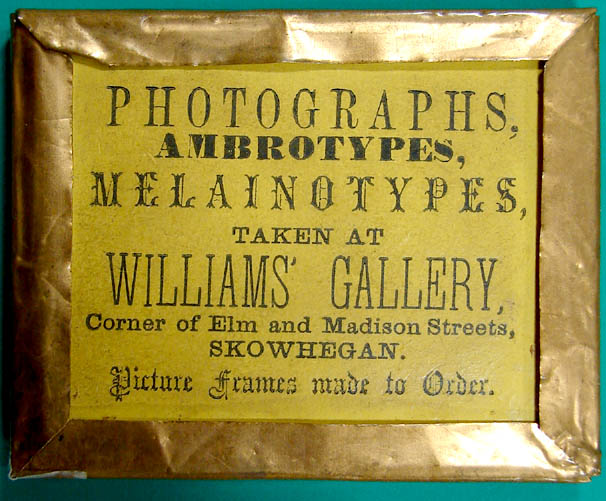 PHOTOGRAPHS,
AMBROTYPES,
MELAINOTYPES,
TAKEN AT
WILLIAMS' GALLERY,
Corner of Elm and Madison Streets,
SKOWHEGAN.
Picture Frames made to Order.